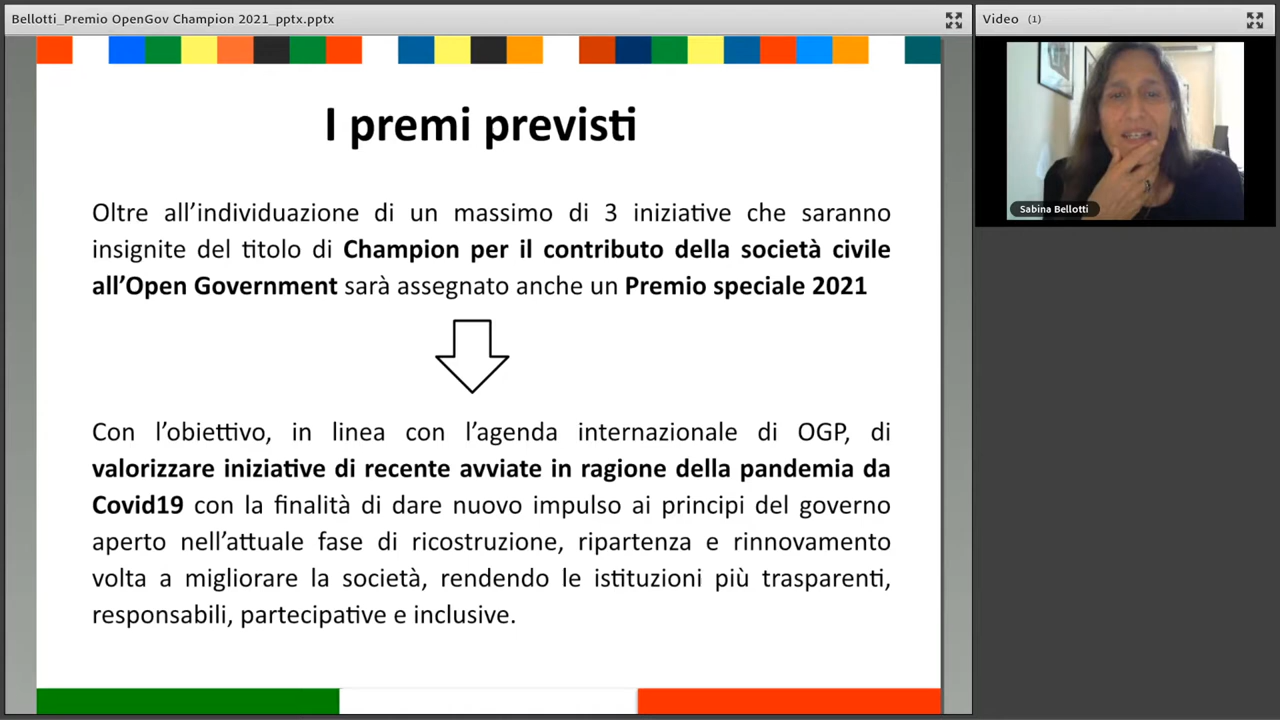 Bellotti_Premio OpenGov Champion 2021_pptx.pptx
Video (1)
Sabina Bellotti
I premi previsti
Oltre all’individuazione di un massimo di 3 iniziative che saranno
insignite del titolo di Champion per il contributo della società civile
all’Open Government sarà assegnato anche un Premio speciale 2021
Con l’obiettivo, in linea con l’agenda internazionale di OGP, di
valorizzare iniziative di recente avviate in ragione della pandemia da
Covid19 con la finalità di dare nuovo impulso ai principi del governo
aperto nell’attuale fase di ricostruzione, ripartenza e rinnovamento
volta a migliorare la società, rendendo le istituzioni più trasparenti,
responsabili, partecipative e inclusive.